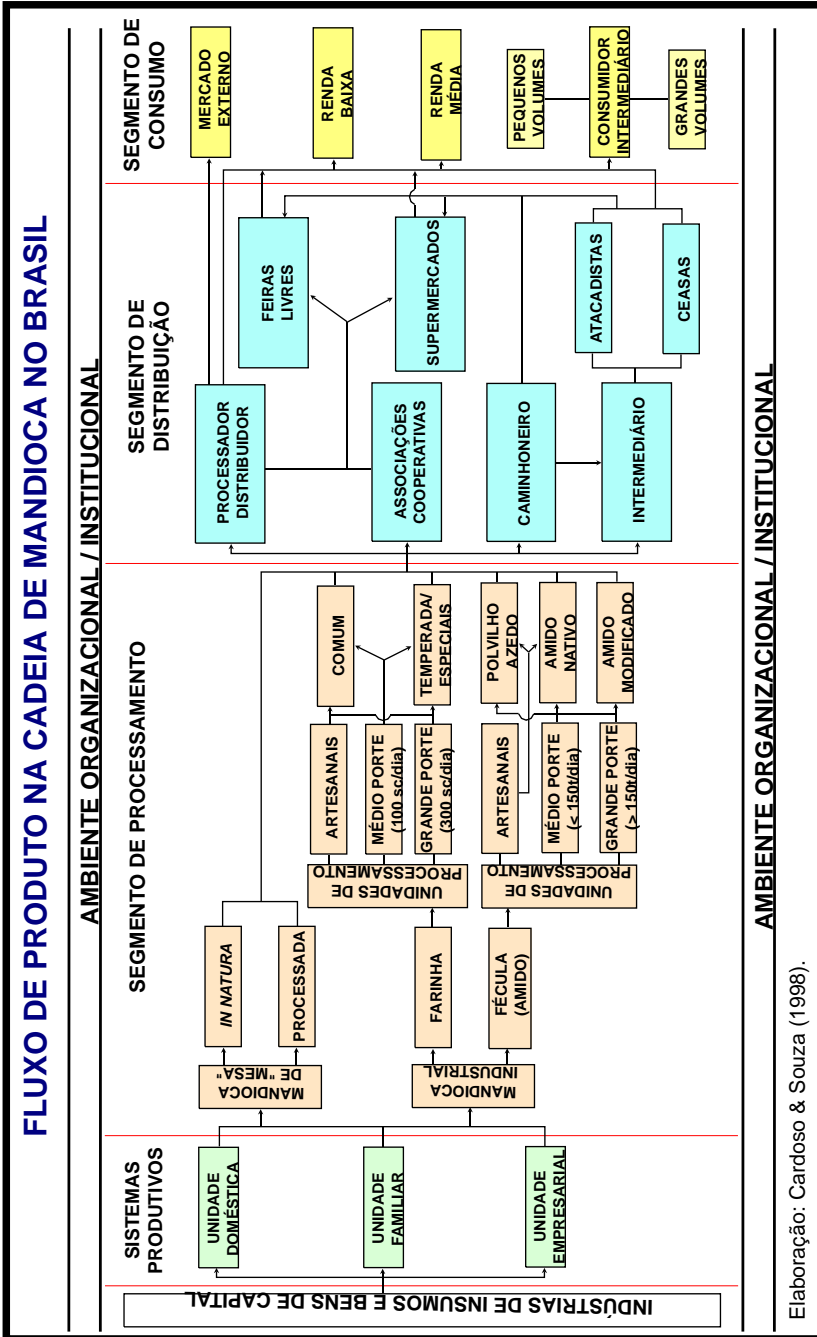 FLUXO DE PRODUTO NA CADEIA DE MANDIOCA NO BRASIL
AMBIENTE ORGANIZACIONAL / INSTITUCIONAL
INDÚSTRIAS DE INSUMOS E BENS DE CAPITAL
SISTEMAS
PRODUTIVOS
UNIDADE
DOMÉSTICA
UNIDADE
FAMILIAR
UNIDADE
EMPRESARIAL
SEGMENTO DE PROCESSAMENTO
MANDIOCA
DE "MESA"
IN NATURA
PROCESSADA
MANDIOCA
INDUSTRIAL
FARINHA
FÉCULA
(AMIDO)
UNIDADES DE
PROCESSAMENTO
ARTESANAIS
MÉDIO PORTE
(100 sc/dia)
GRANDE PORTE
(300 sc/dia)
COMUM
TEMPERADA/
ESPECIAIS
UNIDADES DE
PROCESSAMENTO
ARTESANAIS
MÉDIO PORTE
(< 150t/dia)
GRANDE PORTE
(> 150t/dia)
POLVILHO
AZEDO
AMIDO
NATIVO
AMIDO
MODIFICADO
SEGMENTO DE
DISTRIBUIÇÃO
PROCESSADOR
DISTRIBUIDOR
ASSOCIAÇÕES
COOPERATIVAS
CAMINHONEIRO
INTERMEDIÁRIO
FEIRAS
LIVRES
SUPERMERCADOS
ATACADISTAS
CEASAS
SEGMENTO DE
CONSUMO
MERCADO
EXTERNO
RENDA
BAIXA
RENDA
MÉDIA
PEQUENOS
VOLUMES
CONSUMIDOR
INTERMEDIÁRIO
GRANDES
VOLUMES
AMBIENTE ORGANIZACIONAL / INSTITUCIONAL
Elaboração: Cardoso & Souza (1998).